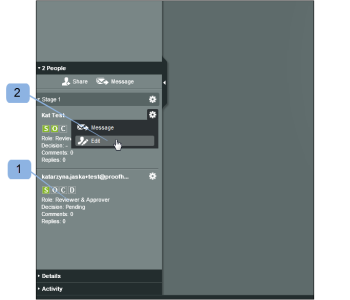 2 People
Share Message
Stage 1
2
Kat Test
S O C
Message
Role: Review
Edit
Decision: -
Comments: 0
Replies: 0
1
katarzyna.jaska+test@proofh...
S O C D
Role: Reviewer & Approver
Decision: Pending
Comments: 0
Replies: 0
Details
Activity